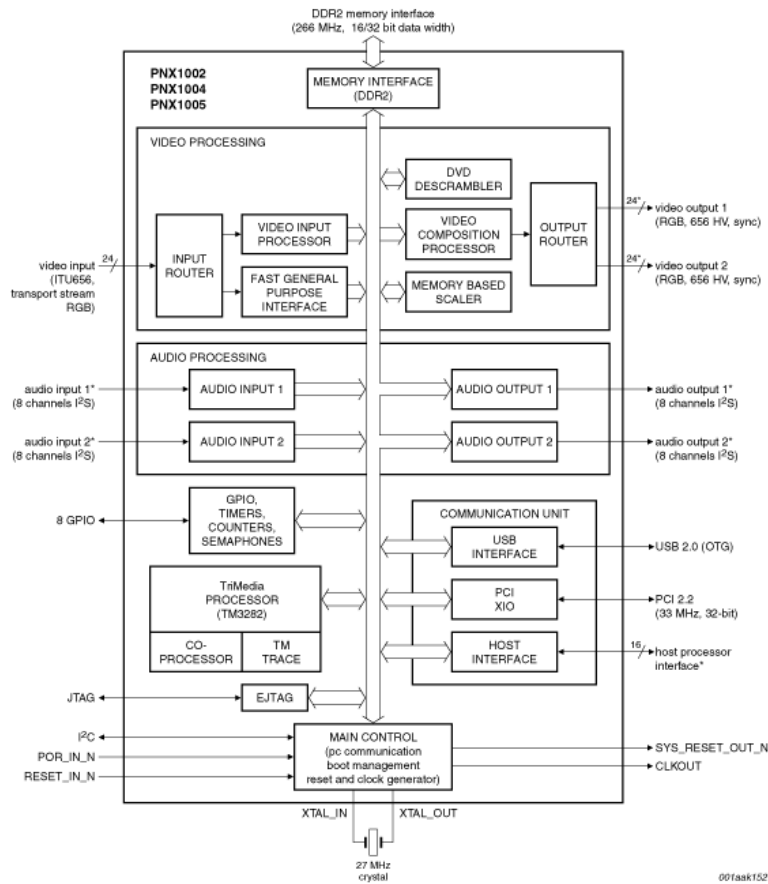 DDR2 memory interface
(266 MHz, 16/32 bit data width)
PNX1002
PNX1004
PNX1005
MEMORY INTERFACE
(DDR2)
VIDEO PROCESSING
DVD
DESCRAMBLER
24
video input
(ITU656,
transport stream
RGB)
INPUT
ROUTER
VIDEO INPUT
PROCESSOR
VIDEO
COMPOSITION
PROCESSOR
OUTPUT
ROUTER
24*
video output 1
(RGB, 656 HV, sync)
24*
video output 2
(RGB, 656 HV, sync)
FAST GENERAL
PURPOSE
INTERFACE
MEMORY BASED
SCALER
AUDIO PROCESSING
audio input 1*
(8 channels I²S)
AUDIO INPUT 1
AUDIO OUTPUT 1
audio output 1*
(8 channels I²S)
audio input 2*
(8 channels I²S)
AUDIO INPUT 2
AUDIO OUTPUT 2
audio output 2*
(8 channels I²S)
8 GPIO
GPIO,
TIMERS,
COUNTERS,
SEMAPHONES
COMMUNICATION UNIT
USB
INTERFACE
USB 2.0 (OTG)
TriMedia
PROCESSOR
(TM3282)
CO-
PROCESSOR
TM
TRACE
PCI
XIO
PCI 2.2
(33 MHz, 32-bit)
HOST
INTERFACE
16
host processor
interface*
JTAG
EJTAG
I²C
POR_IN_N
RESET_IN_N
MAIN CONTROL
(pc communication
boot management
reset and clock generator)
SYS_RESET_OUT_N
CLKOUT
XTAL_IN
XTAL_OUT
27 MHz
crystal
001aak152